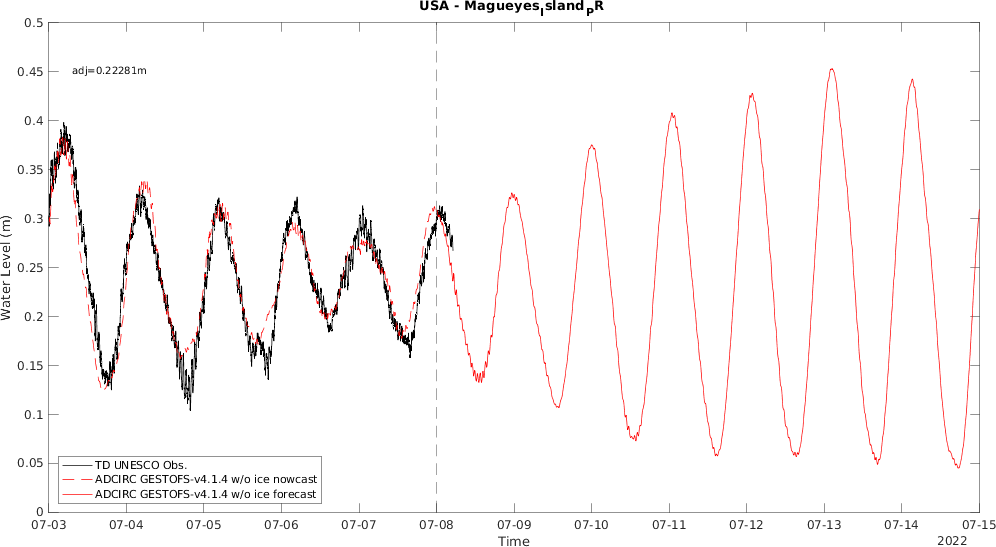 USA - Magueyes_Island_PR
0.5
0.45
0.4
0.35
0.3
0.25
0.2
0.15
0.1
0.05
0
Water Level (m)
adj=0.22281m
TD UNESCO Obs.
ADCIRC GESTOFS-v4.1.4 w/o ice nowcast
ADCIRC GESTOFS-v4.1.4 w/o ice forecast
07-03 07-04 07-05 07-06 07-07 07-08 07-09 07-10 07-11 07-12 07-13 07-14 07-15
Time
2022